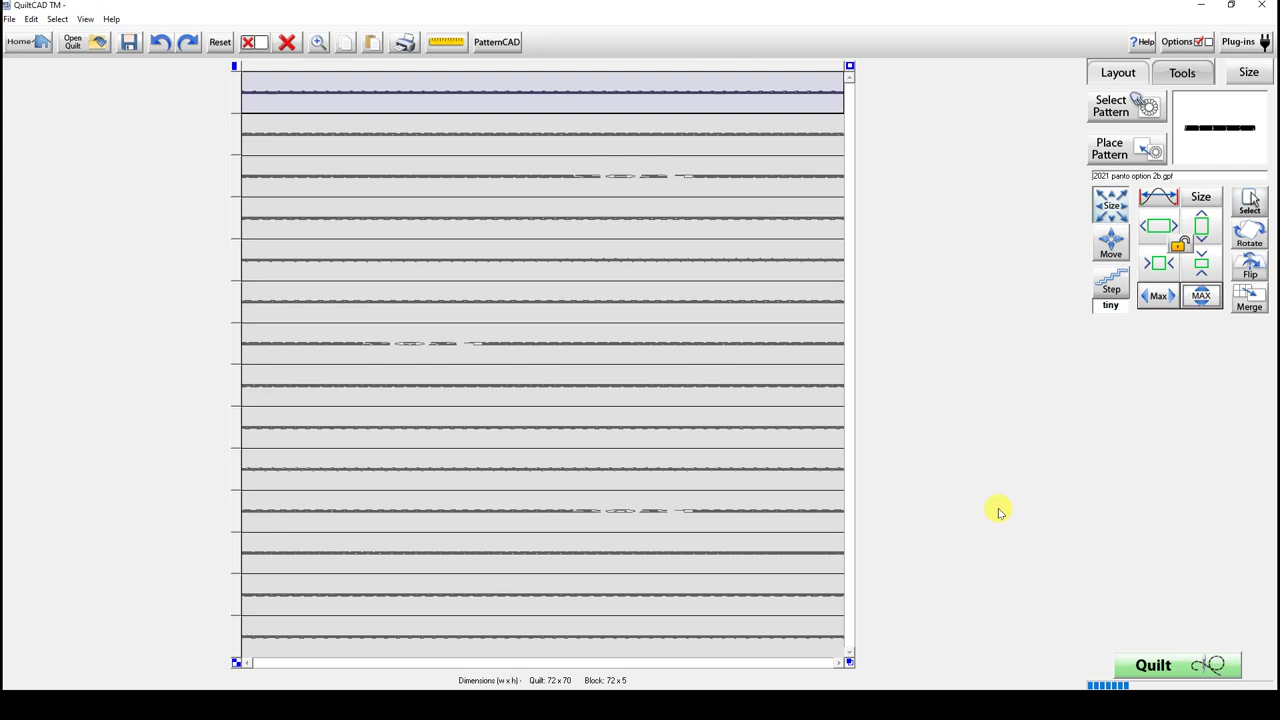 QuiltCAD TM -
File Edit Select View Help
Home
Open
Quilt
Reset
PatternCAD
?Help
Options
Plug-ins
Layout
Tools
Size
Select
Pattern
Place
Pattern
2021 panto option 2b.gpf
Size
Size
Select
Move
Rotate
Flip
Step
tiny
Max
MAX
Merge
Quilt
Dimensions (w x h) - Quilt: 72 x 70 Block: 72 x 5